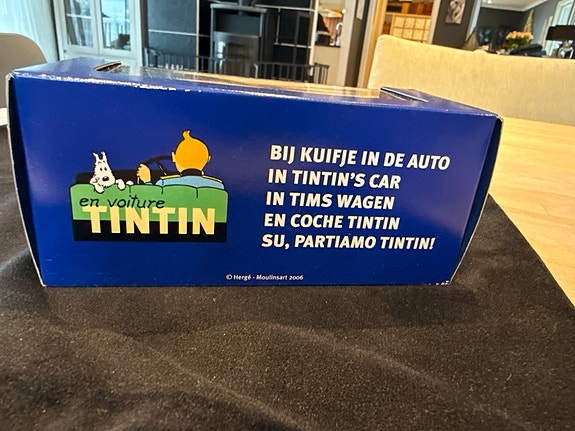 en voiture
TINTIN
BIJ KUIFJE IN DE AUTO
IN TINTIN'S CAR
IN TIMS WAGEN
EN COCHE TINTIN
SU, PARTIAMO TINTIN!
© Hergé - Moulinsart 2006